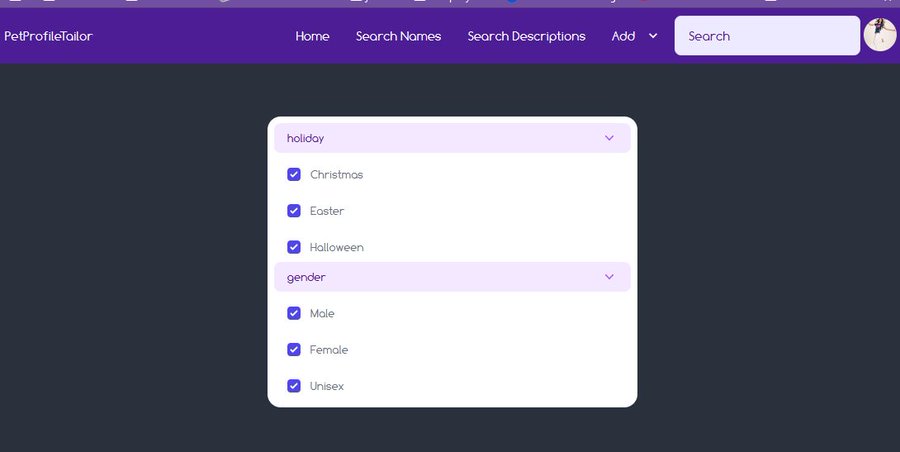 PetProfileTailor Home Search Names Search Descriptions Add Search
holiday
Christmas
Easter
Halloween
gender
Male
Female
Unisex